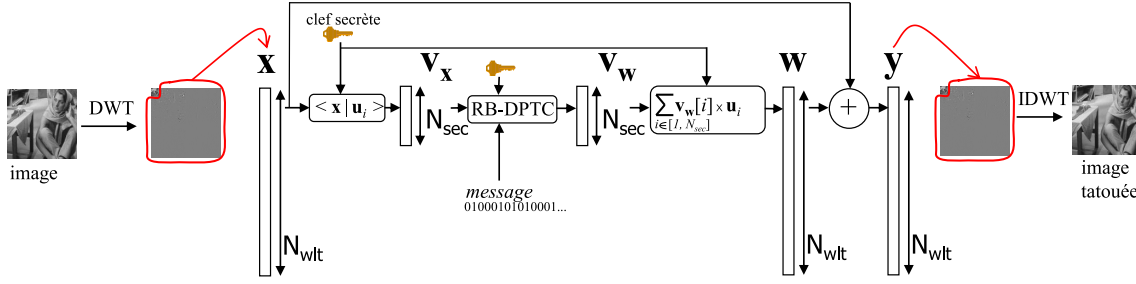 clef secrète
DWT
image
x
N_wlt
< x | u_i >
v_x
N_sec
RB-DPTC
message
01000101010001...
v_w
N_sec
∑ v_w[i] × u_i
i∈[1, N_sec]
w
N_wlt
+
y
N_wlt
IDWT
image
tatouée